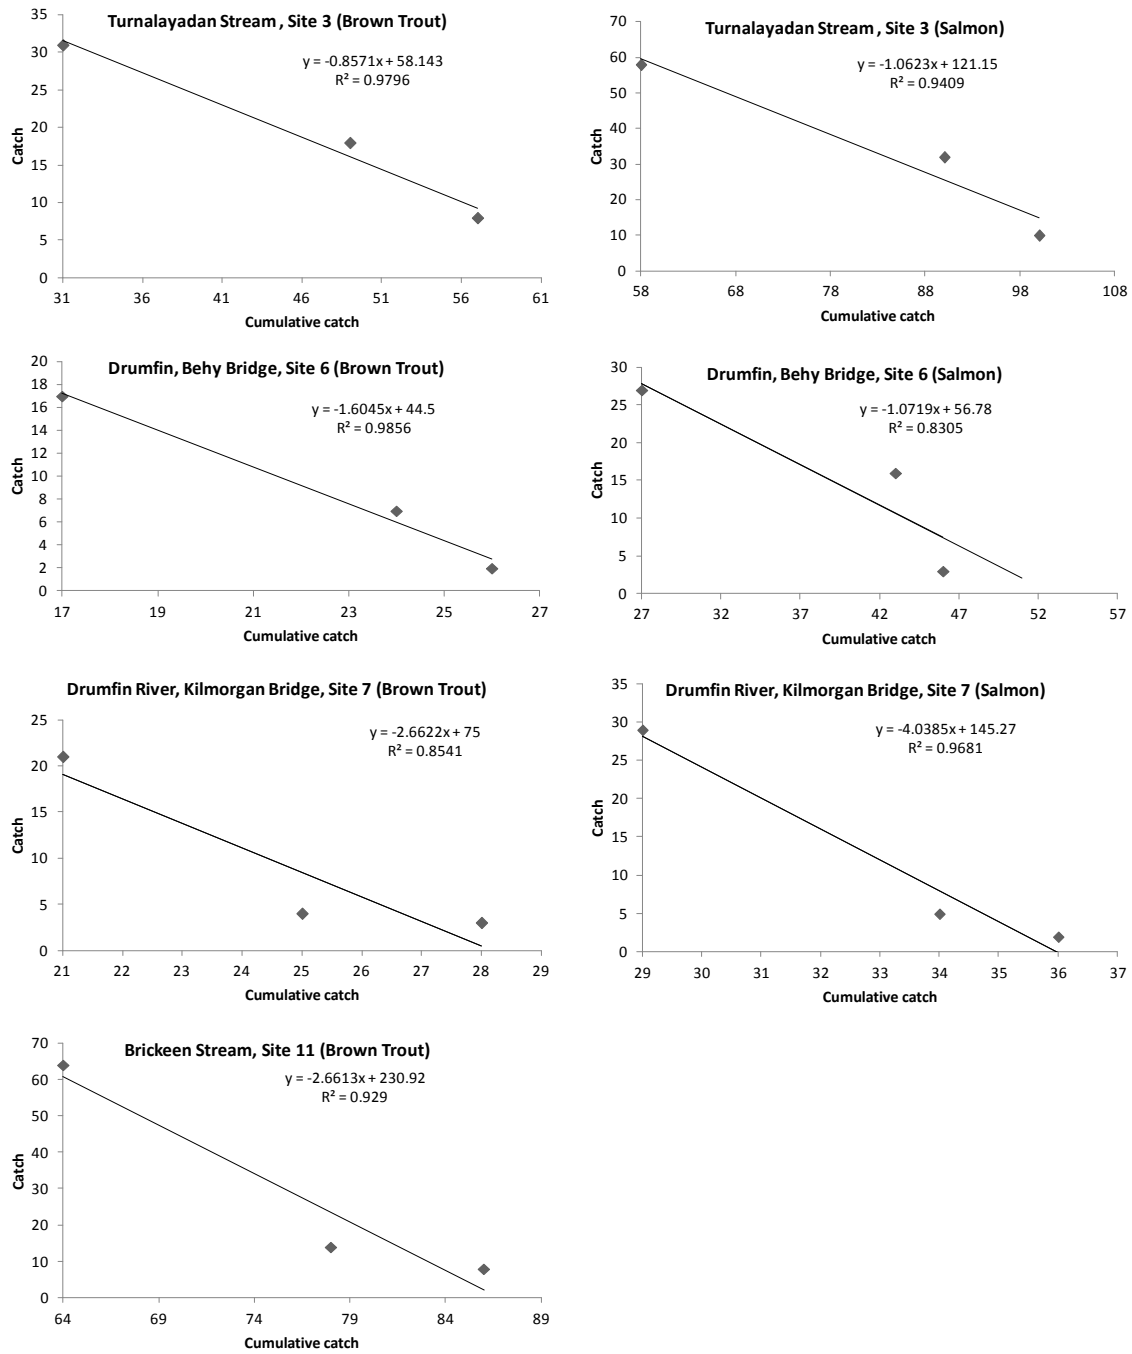 Turnalayadan Stream , Site 3 (Brown Trout)
y = -0.8571x + 58.143
R² = 0.9796
Catch
35
30
25
20
15
10
5
0
31 36 41 46 51 56 61
Cumulative catch
Turnalayadan Stream , Site 3 (Salmon)
y = -1.0623x + 121.15
R² = 0.9409
Catch
70
60
50
40
30
20
10
0
58 68 78 88 98 108
Cumulative catch
Drumfin, Behy Bridge, Site 6 (Brown Trout)
y = -1.6045x + 44.5
R² = 0.9856
Catch
20
18
16
14
12
10
8
6
4
2
0
17 19 21 23 25 27
Cumulative catch
Drumfin, Behy Bridge, Site 6 (Salmon)
y = -1.0719x + 56.78
R² = 0.8305
Catch
30
25
20
15
10
5
0
27 32 37 42 47 52 57
Cumulative catch
Drumfin River, Kilmorgan Bridge, Site 7 (Brown Trout)
y = -2.6622x + 75
R² = 0.8541
Catch
25
20
15
10
5
0
21 22 23 24 25 26 27 28 29
Cumulative catch
Drumfin River, Kilmorgan Bridge, Site 7 (Salmon)
y = -4.0385x + 145.27
R² = 0.9681
Catch
35
30
25
20
15
10
5
0
29 30 31 32 33 34 35 36 37
Cumulative catch
Brickeen Stream, Site 11 (Brown Trout)
y = -2.6613x + 230.92
R² = 0.929
Catch
70
60
50
40
30
20
10
0
64 69 74 79 84 89
Cumulative catch